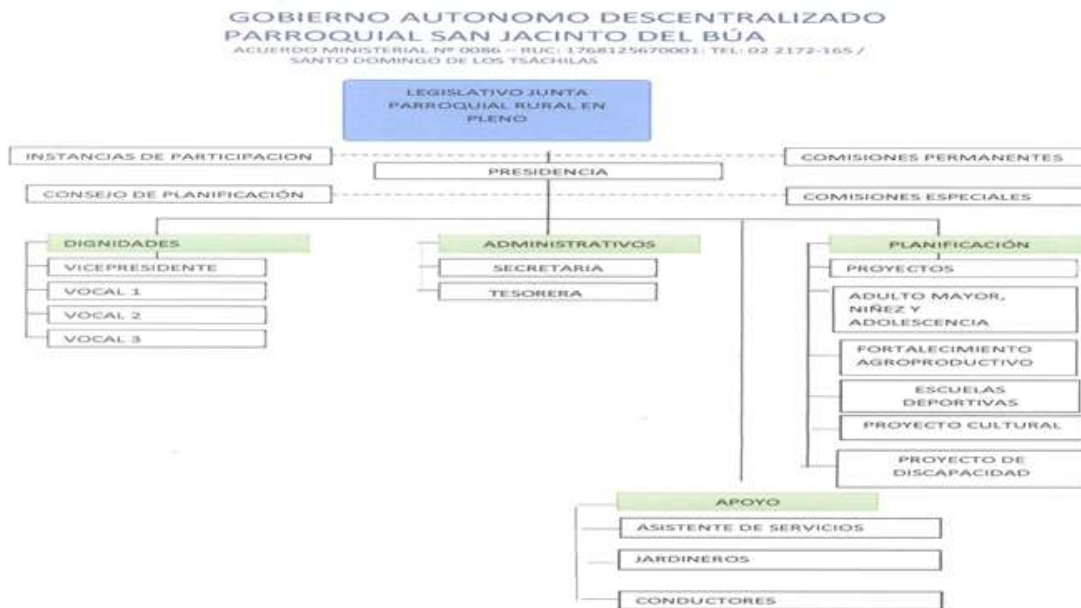 GOBIERNO AUTONOMO DESCENTRALIZADO
PARROQUIAL SAN JACINTO DEL BÚA
ACUERDO MINISTERIAL Nº 0086 – RUC: 1768125670001: TEL: 02 2172-165 /
SANTO DOMINGO DE LOS TSÁCHILAS
LEGISLATIVO JUNTA
PARROQUIAL RURAL EN
PLENO
INSTANCIAS DE PARTICIPACION
COMISIONES PERMANENTES
PRESIDENCIA
CONSEJO DE PLANIFICACIÓN
COMISIONES ESPECIALES
DIGNIDADES
VICEPRESIDENTE
VOCAL 1
VOCAL 2
VOCAL 3
ADMINISTRATIVOS
SECRETARIA
TESORERA
PLANIFICACIÓN
PROYECTOS
ADULTO MAYOR,
NIÑEZ Y
ADOLESCENCIA
FORTALECIMIENTO
AGROPRODUCTIVO
ESCUELAS
DEPORTIVAS
PROYECTO CULTURAL
PROYECTO DE
DISCAPACIDAD
APOYO
ASISTENTE DE SERVICIOS
JARDINEROS
CONDUCTORES